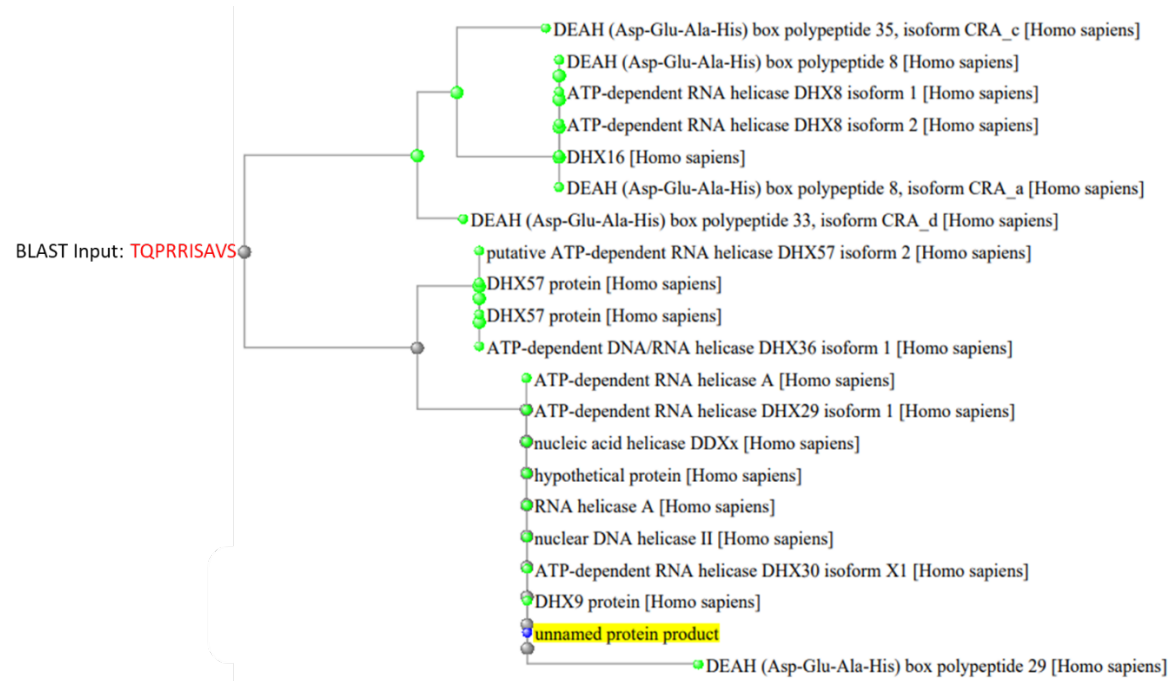 DEAH (Asp-Glu-Ala-His) box polypeptide 35, isoform CRA_c [Homo sapiens]
DEAH (Asp-Glu-Ala-His) box polypeptide 8 [Homo sapiens]
ATP-dependent RNA helicase DHX8 isoform 1 [Homo sapiens]
ATP-dependent RNA helicase DHX8 isoform 2 [Homo sapiens]
DHX16 [Homo sapiens]
DEAH (Asp-Glu-Ala-His) box polypeptide 8, isoform CRA_a [Homo sapiens]
DEAH (Asp-Glu-Ala-His) box polypeptide 33, isoform CRA_d [Homo sapiens]
BLAST Input: TQPRRISAVS
putative ATP-dependent RNA helicase DHX57 isoform 2 [Homo sapiens]
DHX57 protein [Homo sapiens]
DHX57 protein [Homo sapiens]
ATP-dependent DNA/RNA helicase DHX36 isoform 1 [Homo sapiens]
ATP-dependent RNA helicase A [Homo sapiens]
ATP-dependent RNA helicase DHX29 isoform 1 [Homo sapiens]
nucleic acid helicase DDXx [Homo sapiens]
hypothetical protein [Homo sapiens]
RNA helicase A [Homo sapiens]
nuclear DNA helicase II [Homo sapiens]
ATP-dependent RNA helicase DHX30 isoform X1 [Homo sapiens]
DHX9 protein [Homo sapiens]
unnamed protein product
DEAH (Asp-Glu-Ala-His) box polypeptide 29 [Homo sapiens]